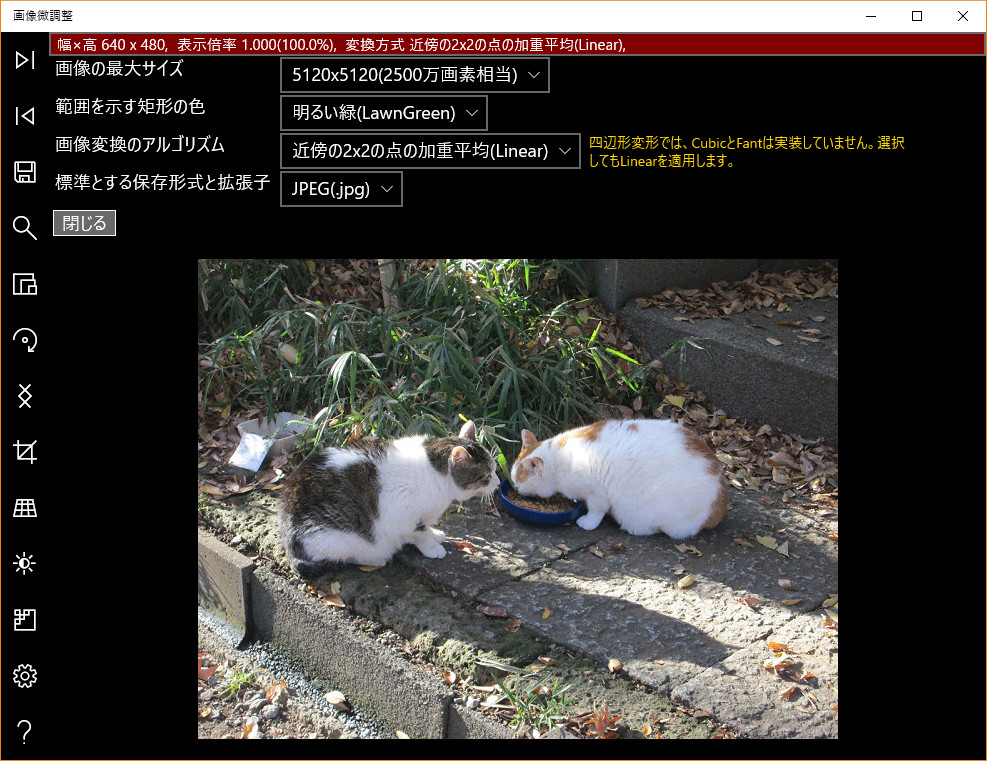 画像微調整
幅×高 640 x 480, 表示倍率 1.000(100.0%), 変換方式 近傍の2x2の点の加重平均(Linear),
画像の最大サイズ 5120x5120(2500万画素相当)
範囲を示す矩形の色 明るい緑(LawnGreen)
画像変換のアルゴリズム 近傍の2x2の点の加重平均(Linear) 四辺形変形では、CubicとFantは実装していません。選択
してもLinearを適用します。
標準とする保存形式と拡張子 JPEG(.jpg)
閉じる